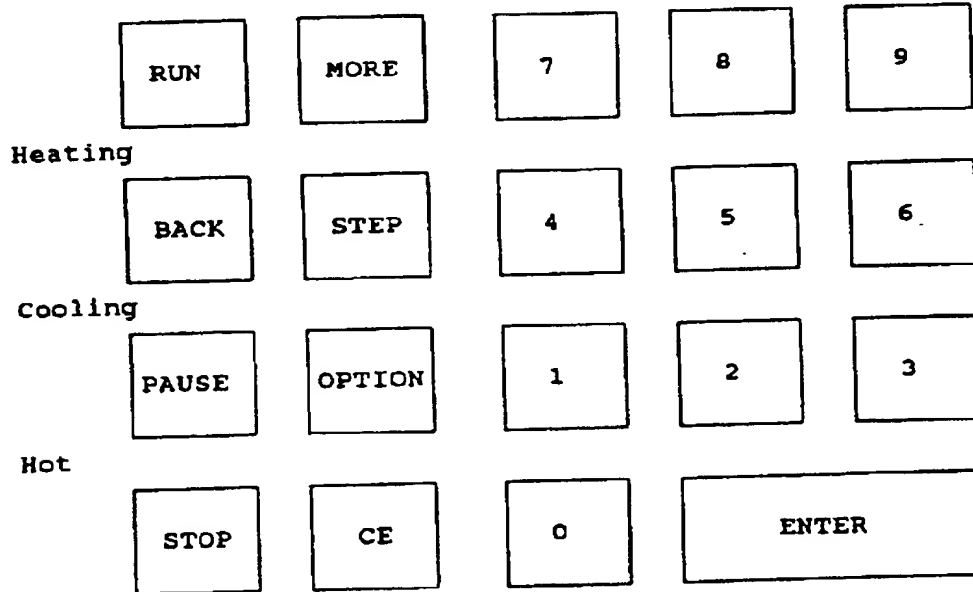 RUN MORE 7 8 9
Heating
BACK STEP 4 5 6
Cooling
PAUSE OPTION 1 2 3
Hot
STOP CE 0 ENTER